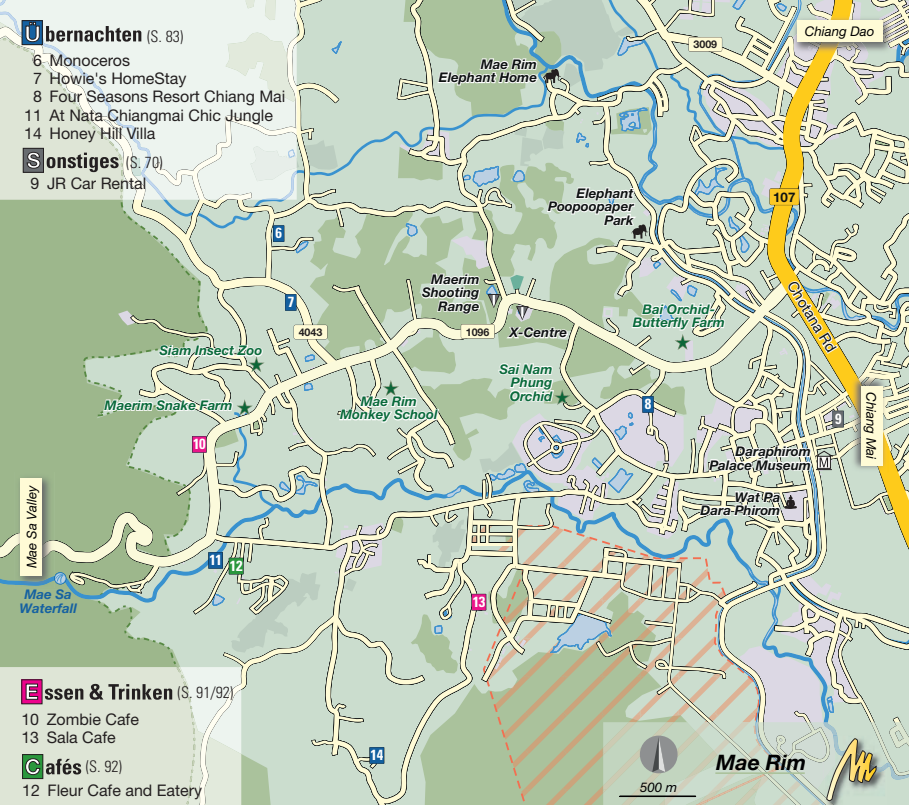 Übernachten (S. 83)
6 Monoceros
7 Howie's HomeStay
8 Four Seasons Resort Chiang Mai
11 At Nata Chiangmai Chic Jungle
14 Honey Hill Villa
Sonstiges (S. 70)
9 JR Car Rental
3009
Chiang Dao
Mae Rim
Elephant Home
107
Elephant
Poopoopaper
Park
6
7
Maerim
Shooting
Range
4043
1096
X-Centre
Bai Orchid-
Butterfly Farm
Chotana Rd
Siam Insect Zoo
Maerim Snake Farm
Mae Rim
Monkey School
Sai Nam
Phung
Orchid
8
9
Chiang Mai
10
Daraphirom
Palace Museum
M
Wat Pa
Dara Phirom
Mae Sa Valley
11
12
Mae Sa
Waterfall
13
14
Essen & Trinken (S. 91/92)
10 Zombie Cafe
13 Sala Cafe
Cafés (S. 92)
12 Fleur Cafe and Eatery
500 m
Mae Rim